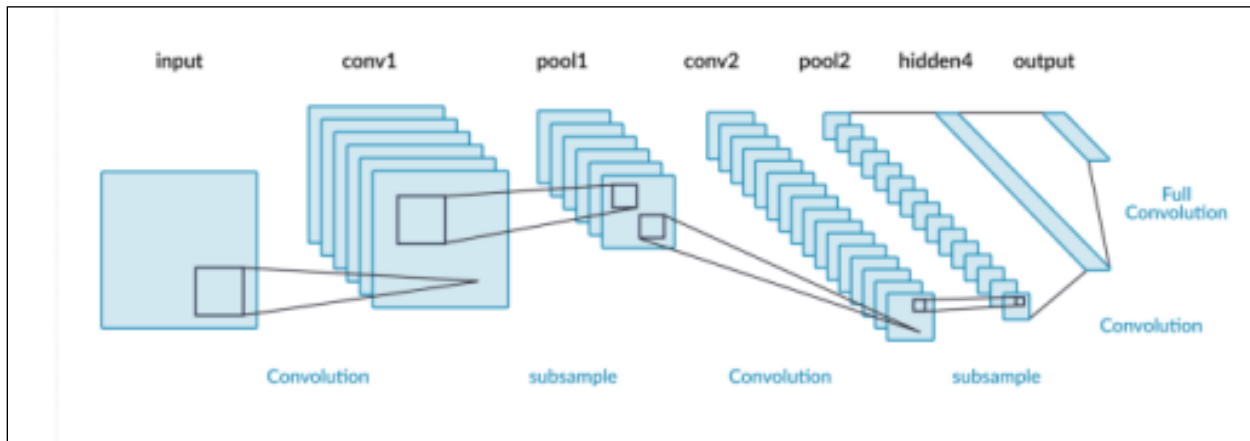 input conv1 pool1 conv2 pool2 hidden4 output
Full
Convolution
Convolution
Convolution subsample Convolution subsample